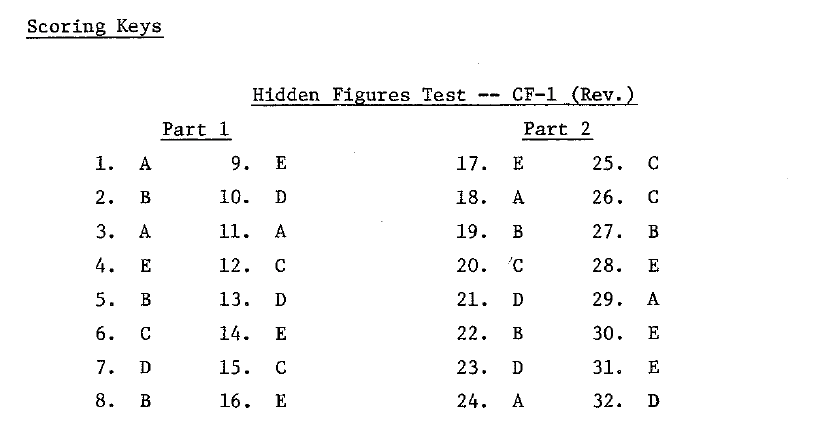 Scoring Keys
Hidden Figures Test -- CF-1 (Rev.)
Part 1 Part 2
1. A 9. E 17. E 25. C
2. B 10. D 18. A 26. C
3. A 11. A 19. B 27. B
4. E 12. C 20. C 28. E
5. B 13. D 21. D 29. A
6. C 14. E 22. B 30. E
7. D 15. C 23. D 31. E
8. B 16. E 24. A 32. D